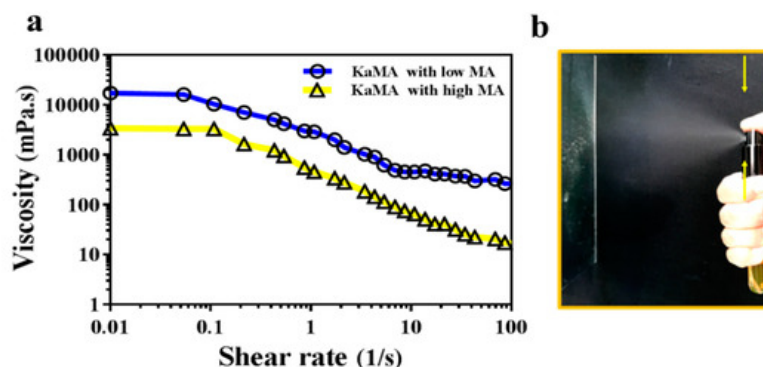 a
b
100000
10000
1000
100
10
1
Viscosity (mPa.s)
KaMA with low MA
KaMA with high MA
0.01
0.1
1
10
100
Shear rate (1/s)